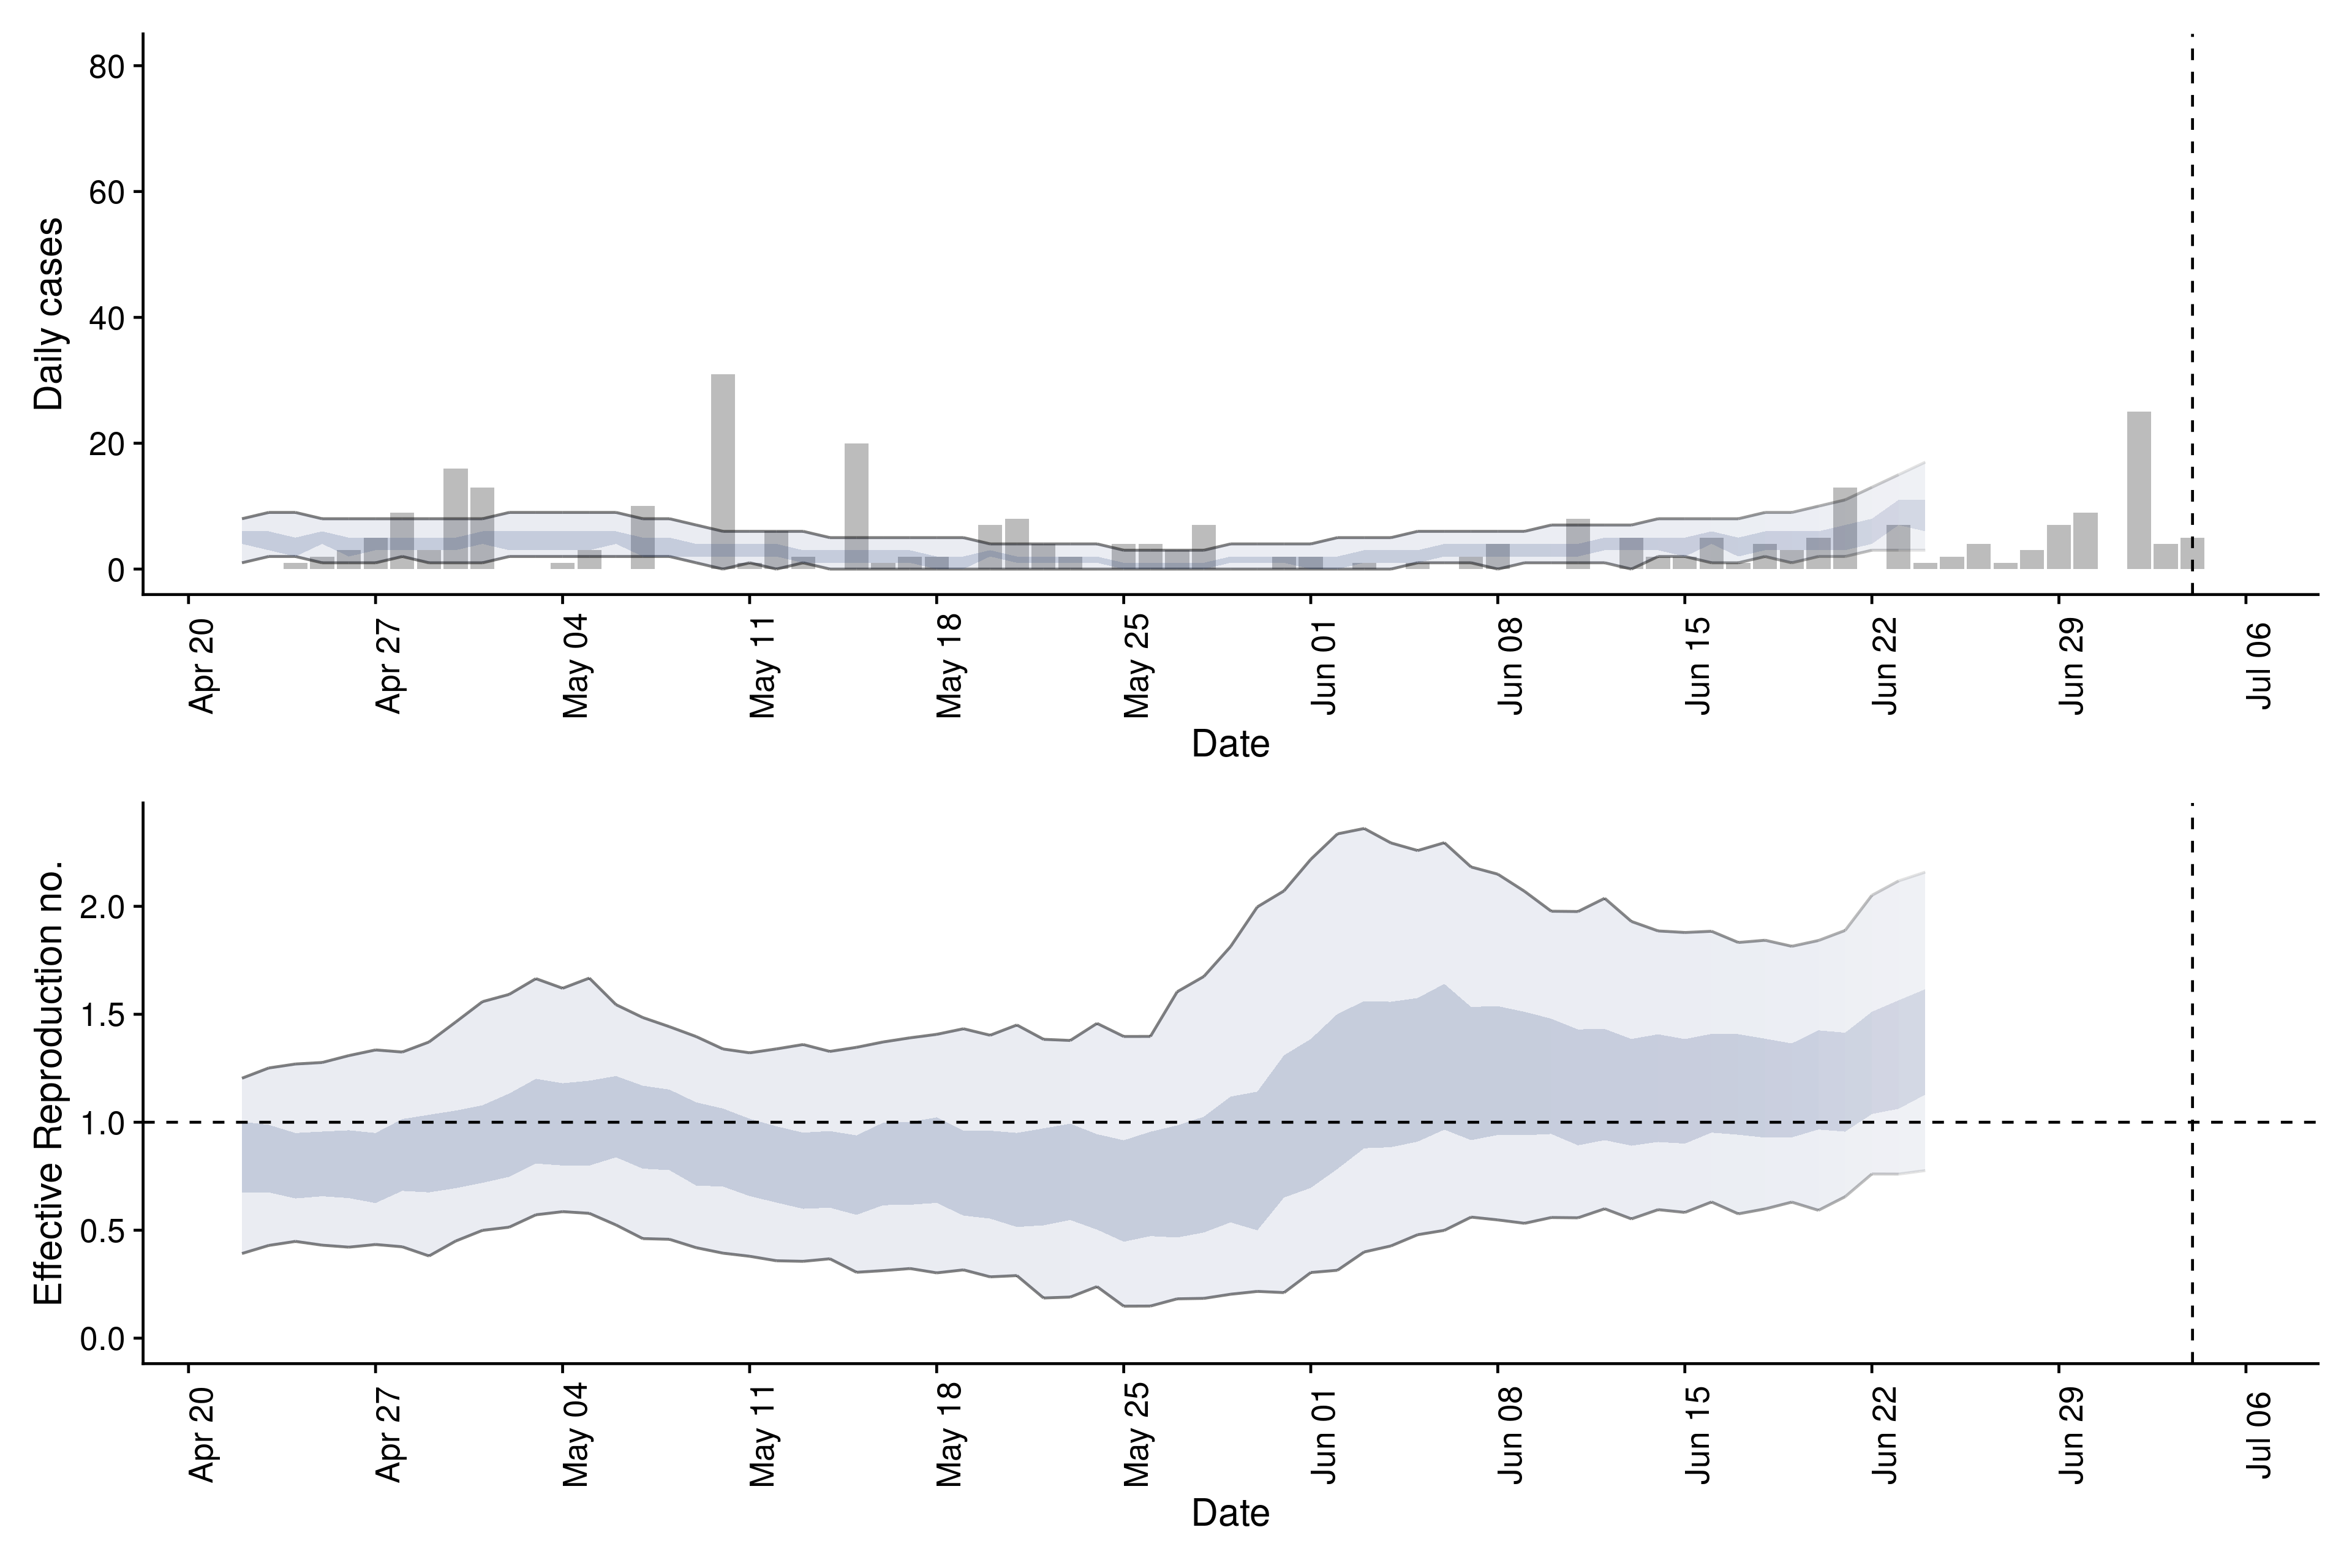 Daily cases
80
60
40
20
0
Apr 20
Apr 27
May 04
May 11
May 18
May 25
Jun 01
Jun 08
Jun 15
Jun 22
Jun 29
Jul 06
Date
Effective Reproduction no.
2.0
1.5
1.0
0.5
0.0
Apr 20
Apr 27
May 04
May 11
May 18
May 25
Jun 01
Jun 08
Jun 15
Jun 22
Jun 29
Jul 06
Date